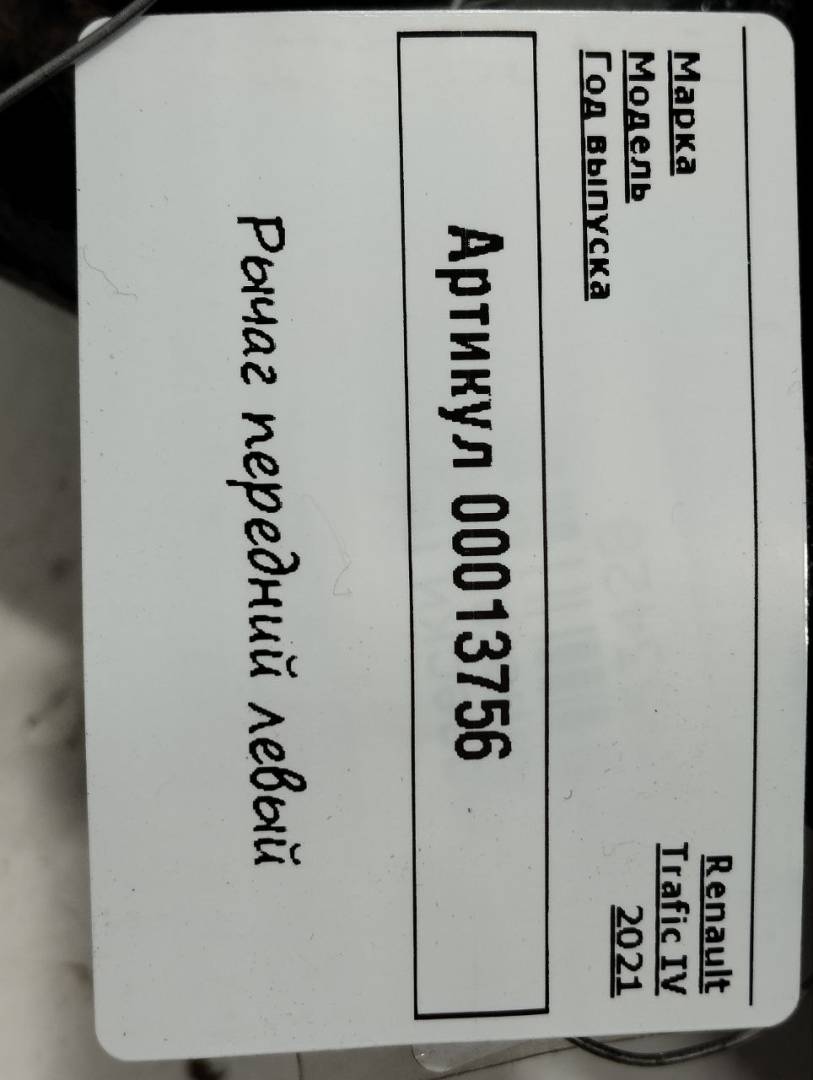 Марка Renault
Модель Trafic IV
Год выпуска 2021
Артикул 00013756
Рычаг передний левый